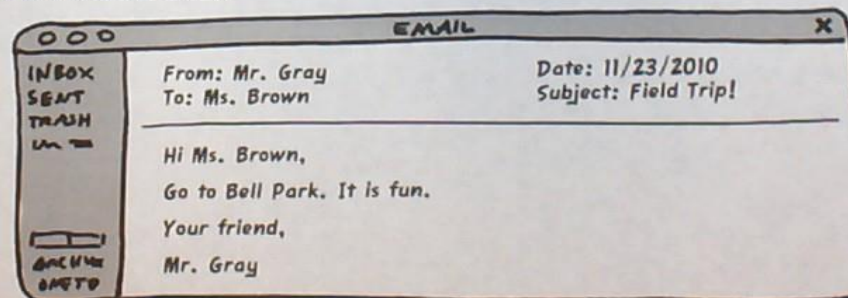 EMAIL
INBOX
SENT
TRASH
From: Mr. Gray
To: Ms. Brown
Date: 11/23/2010
Subject: Field Trip!
Hi Ms. Brown,
Go to Bell Park. It is fun.
Your friend,
Mr. Gray